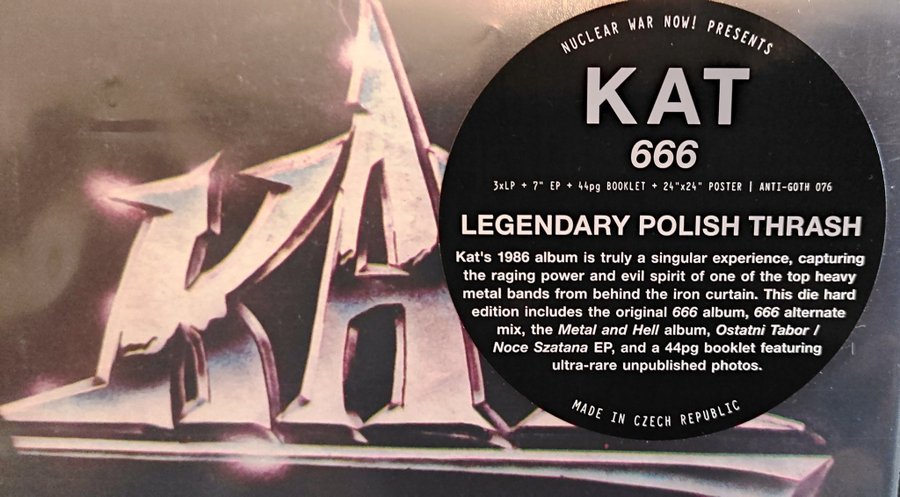 NUCLEAR WAR NOW! PRESENTS
KAT
666
3xLP + 7" EP + 44pg BOOKLET + 24"x24" POSTER | ANTI-GOTH 076
LEGENDARY POLISH THRASH
Kat's 1986 album is truly a singular experience, capturing
the raging power and evil spirit of one of the top heavy
metal bands from behind the iron curtain. This die hard
edition includes the original 666 album, 666 alternate
mix, the Metal and Hell album, Ostatni Tabor /
Noce Szatana EP, and a 44pg booklet featuring
ultra-rare unpublished photos.
MADE IN CZECH REPUBLIC
KA